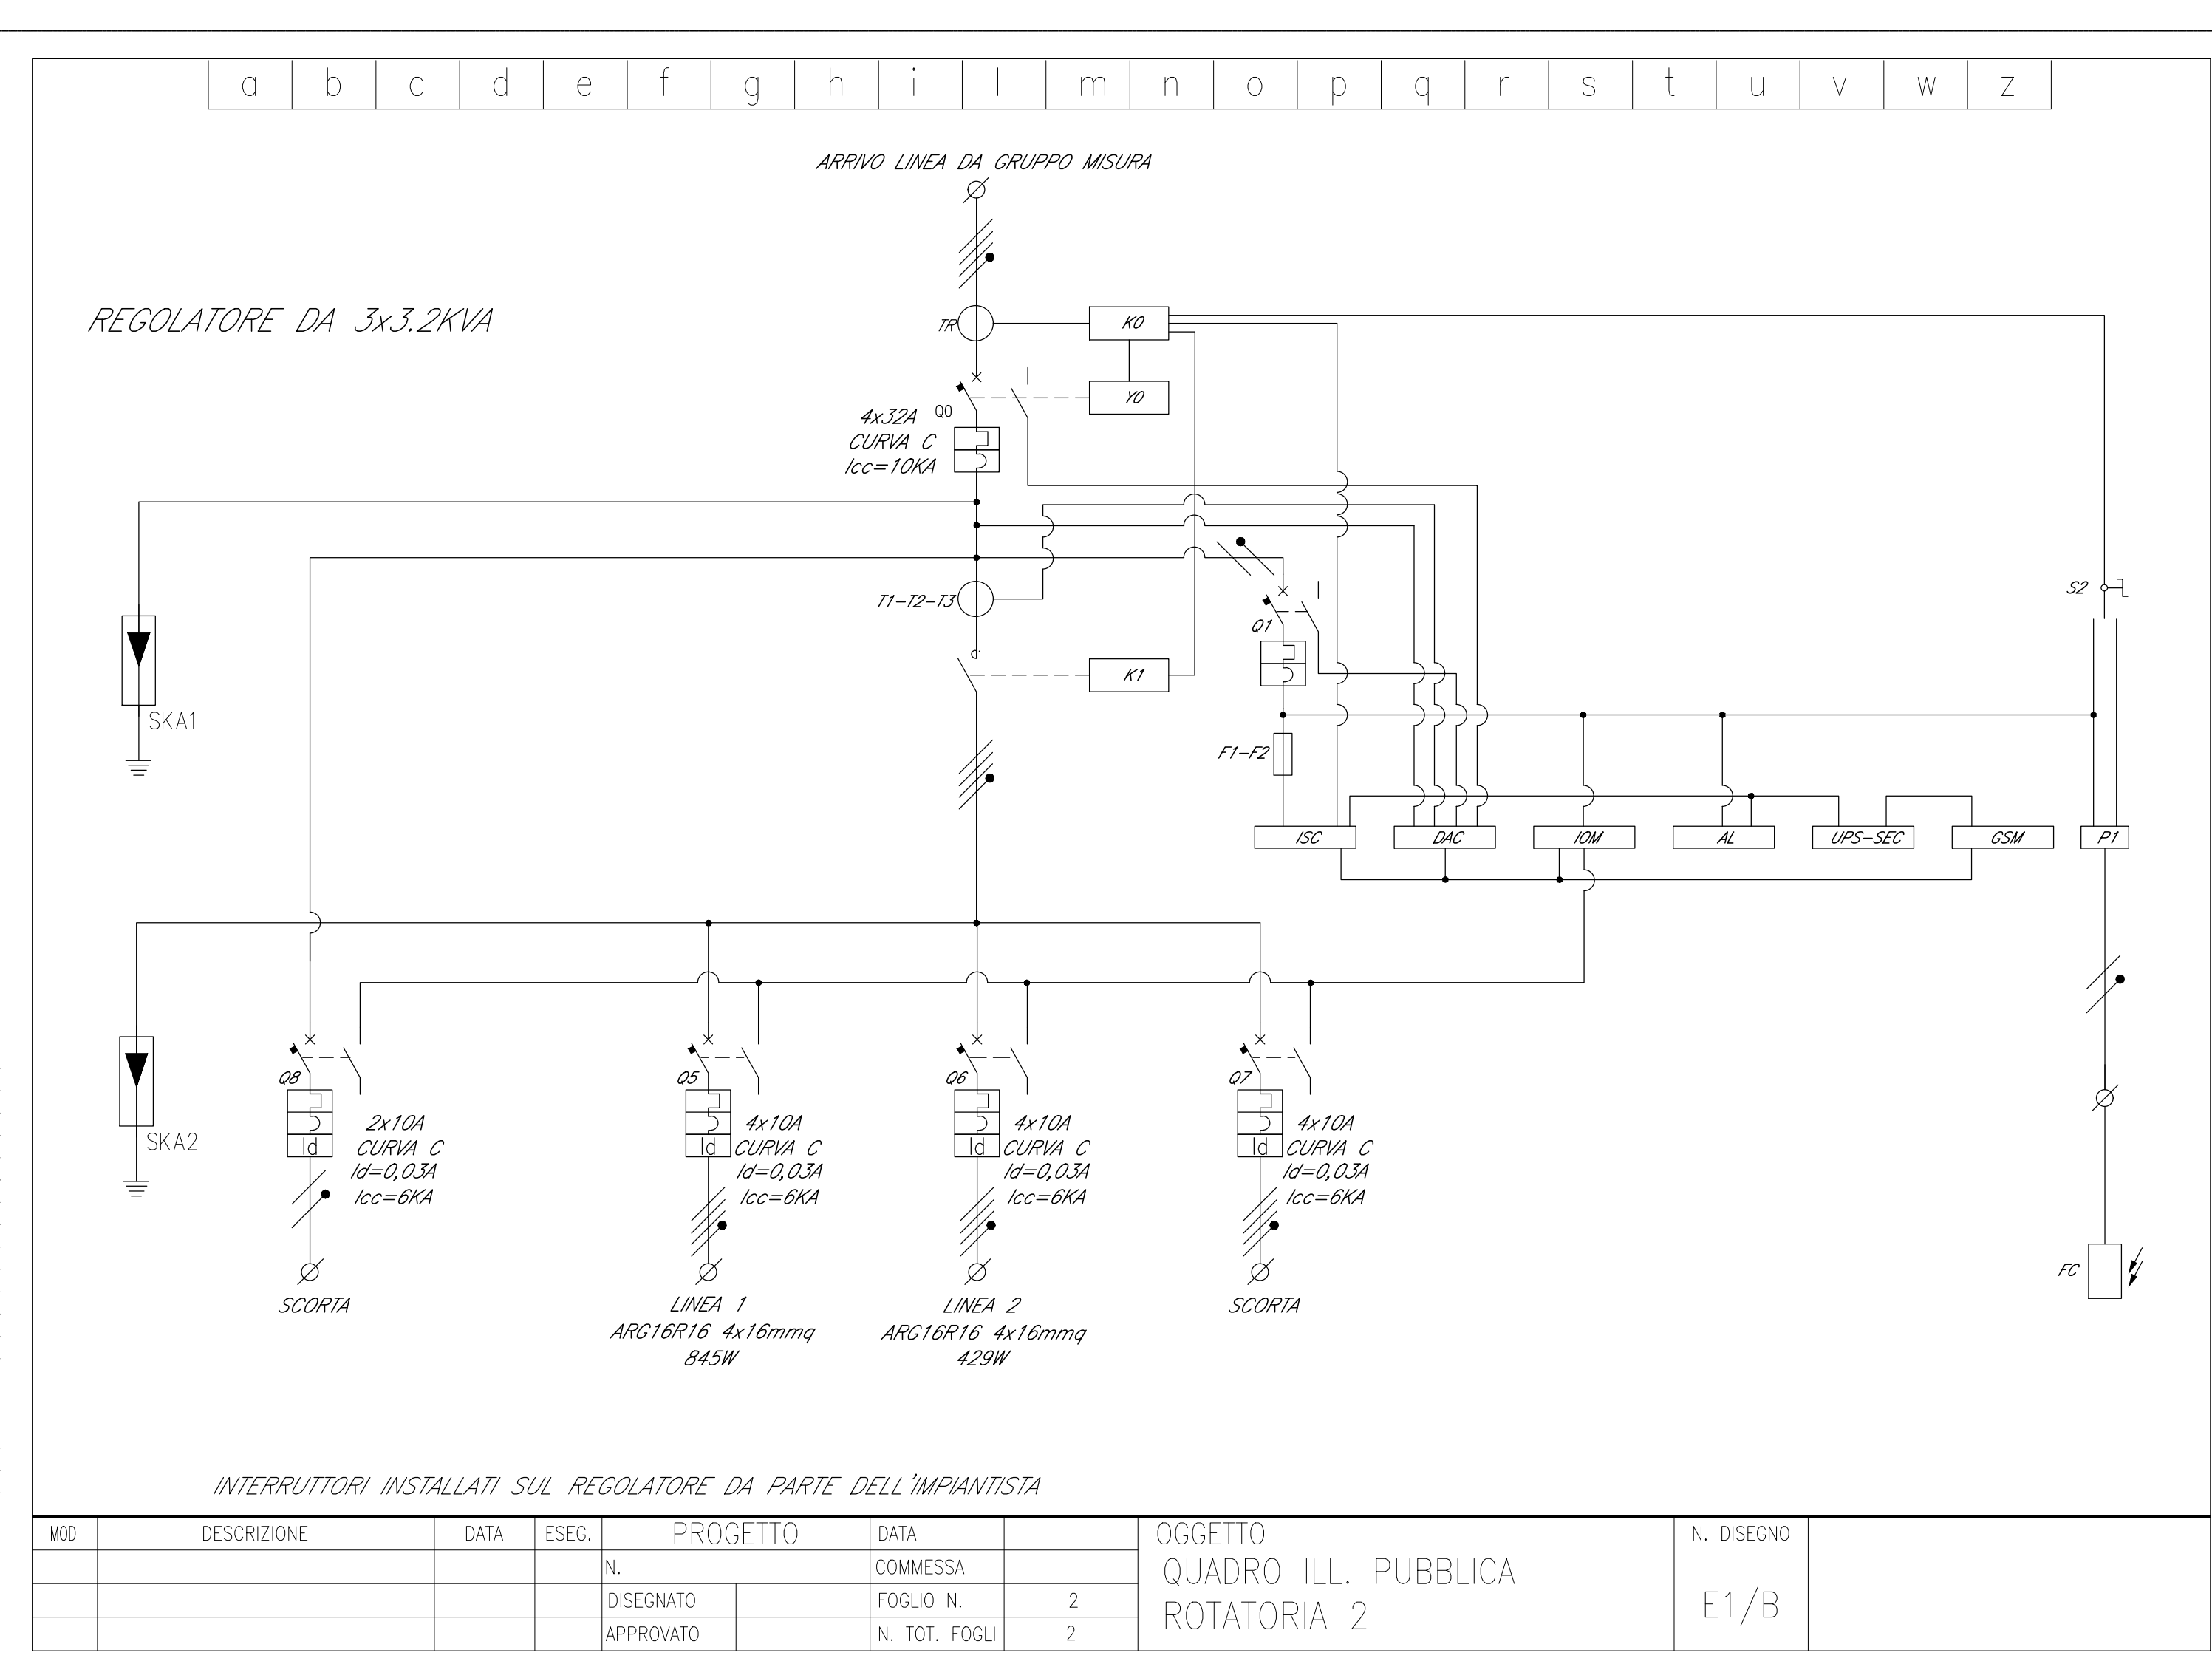 a b c d e f g h i l m n o p q r s t u v w z
ARRIVO LINEA DA GRUPPO MISURA
REGOLATORE DA 3x3.2KVA
TR
K0
Y0
4x32A Q0
CURVA C
Icc=10KA
T1-T2-T3
K1
Q1
S2
F1-F2
SKA1
ISC
DAC
IOM
AL
UPS-SEC
GSM
P1
SKA2
Q8
Id
2x10A
CURVA C
Id=0,03A
Icc=6KA
SCORTA
Q5
Id
4x10A
CURVA C
Id=0,03A
Icc=6KA
LINEA 1
ARG16R16 4x16mmq
845W
Q6
Id
4x10A
CURVA C
Id=0,03A
Icc=6KA
LINEA 2
ARG16R16 4x16mmq
429W
Q7
Id
4x10A
CURVA C
Id=0,03A
Icc=6KA
SCORTA
FC
INTERRUTTORI INSTALLATI SUL REGOLATORE DA PARTE DELL'IMPIANTISTA
MOD DESCRIZIONE DATA ESEG. PROGETTO DATA
N. COMMESSA
DISEGNATO FOGLIO N. 2
APPROVATO N. TOT. FOGLI 2
OGGETTO
QUADRO ILL. PUBBLICA
ROTATORIA 2
N. DISEGNO
E1/B